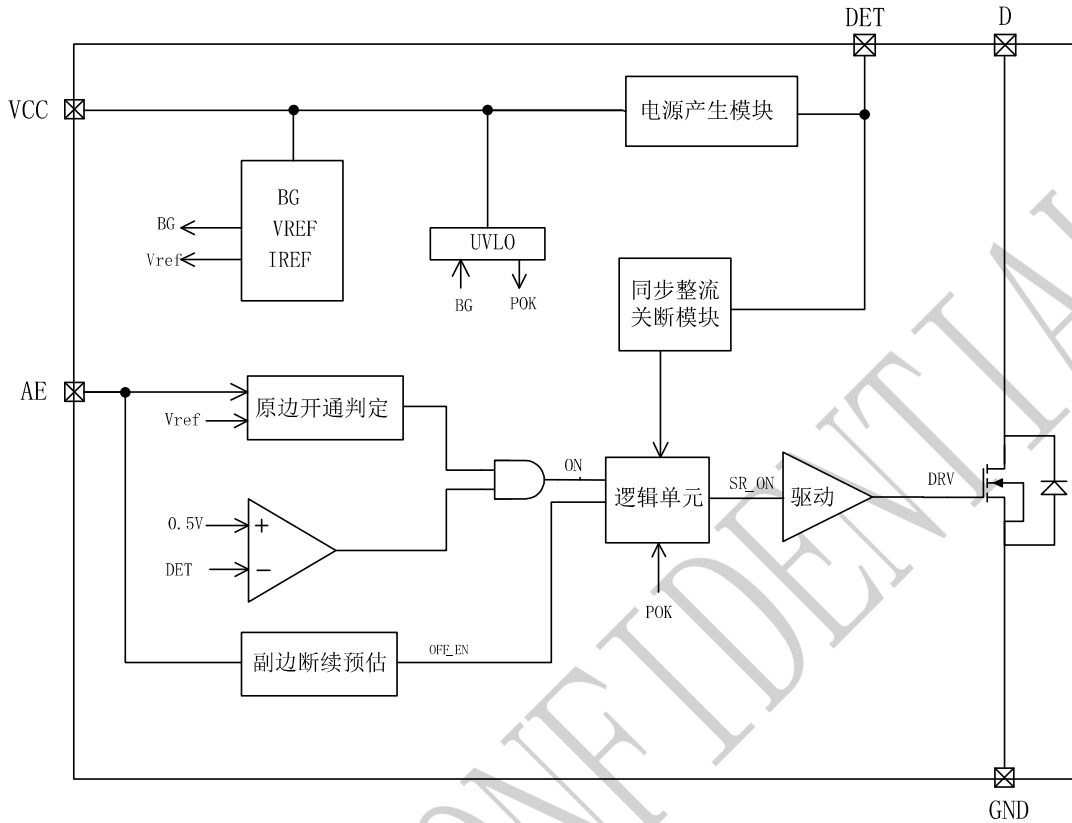 DET
D
VCC
电源产生模块
BG
VREF
IREF
BG
Vref
UVLO
BG
POK
同步整流
关断模块
AE
原边开通判定
Vref
ON
逻辑单元
SR_ON
驱动
DRV
0.5V
+
DET
−
POK
副边断续预估
OFF_EN
GND
CONFIDENTIAL